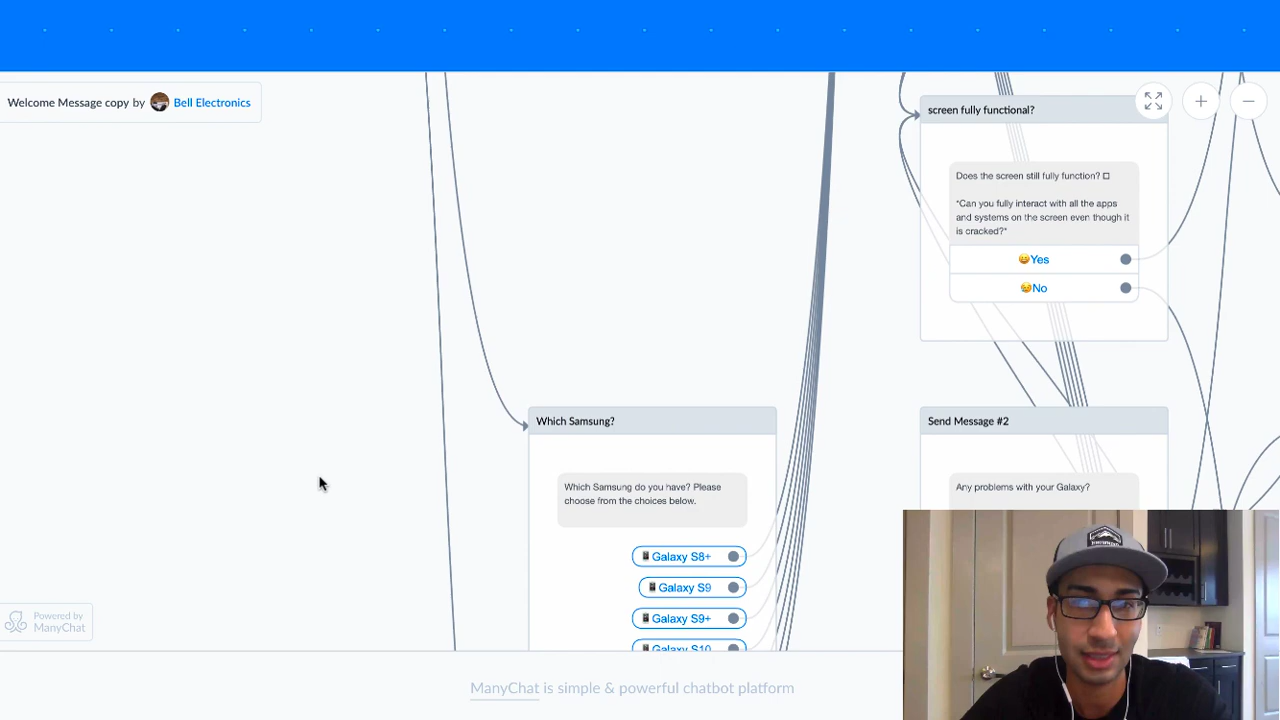 Welcome Message copy by Bell Electronics
screen fully functional?
Does the screen still fully function?
*Can you fully interact with all the apps
and systems on the screen even though it
is cracked?*
Yes
No
Which Samsung?
Which Samsung do you have? Please
choose from the choices below.
Galaxy S8+
Galaxy S9
Galaxy S9+
Galaxy S10
Send Message #2
Any problems with your Galaxy?
Powered by
ManyChat
ManyChat is simple & powerful chatbot platform